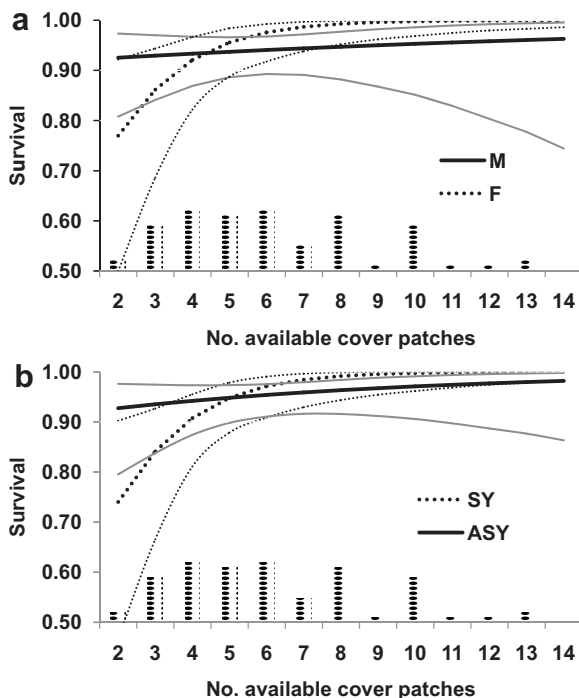 a
1.00
0.90
0.80
0.70
0.60
0.50
Survival
M
F
2 3 4 5 6 7 8 9 10 11 12 13 14
No. available cover patches
b
1.00
0.90
0.80
0.70
0.60
0.50
Survival
SY
ASY
2 3 4 5 6 7 8 9 10 11 12 13 14
No. available cover patches